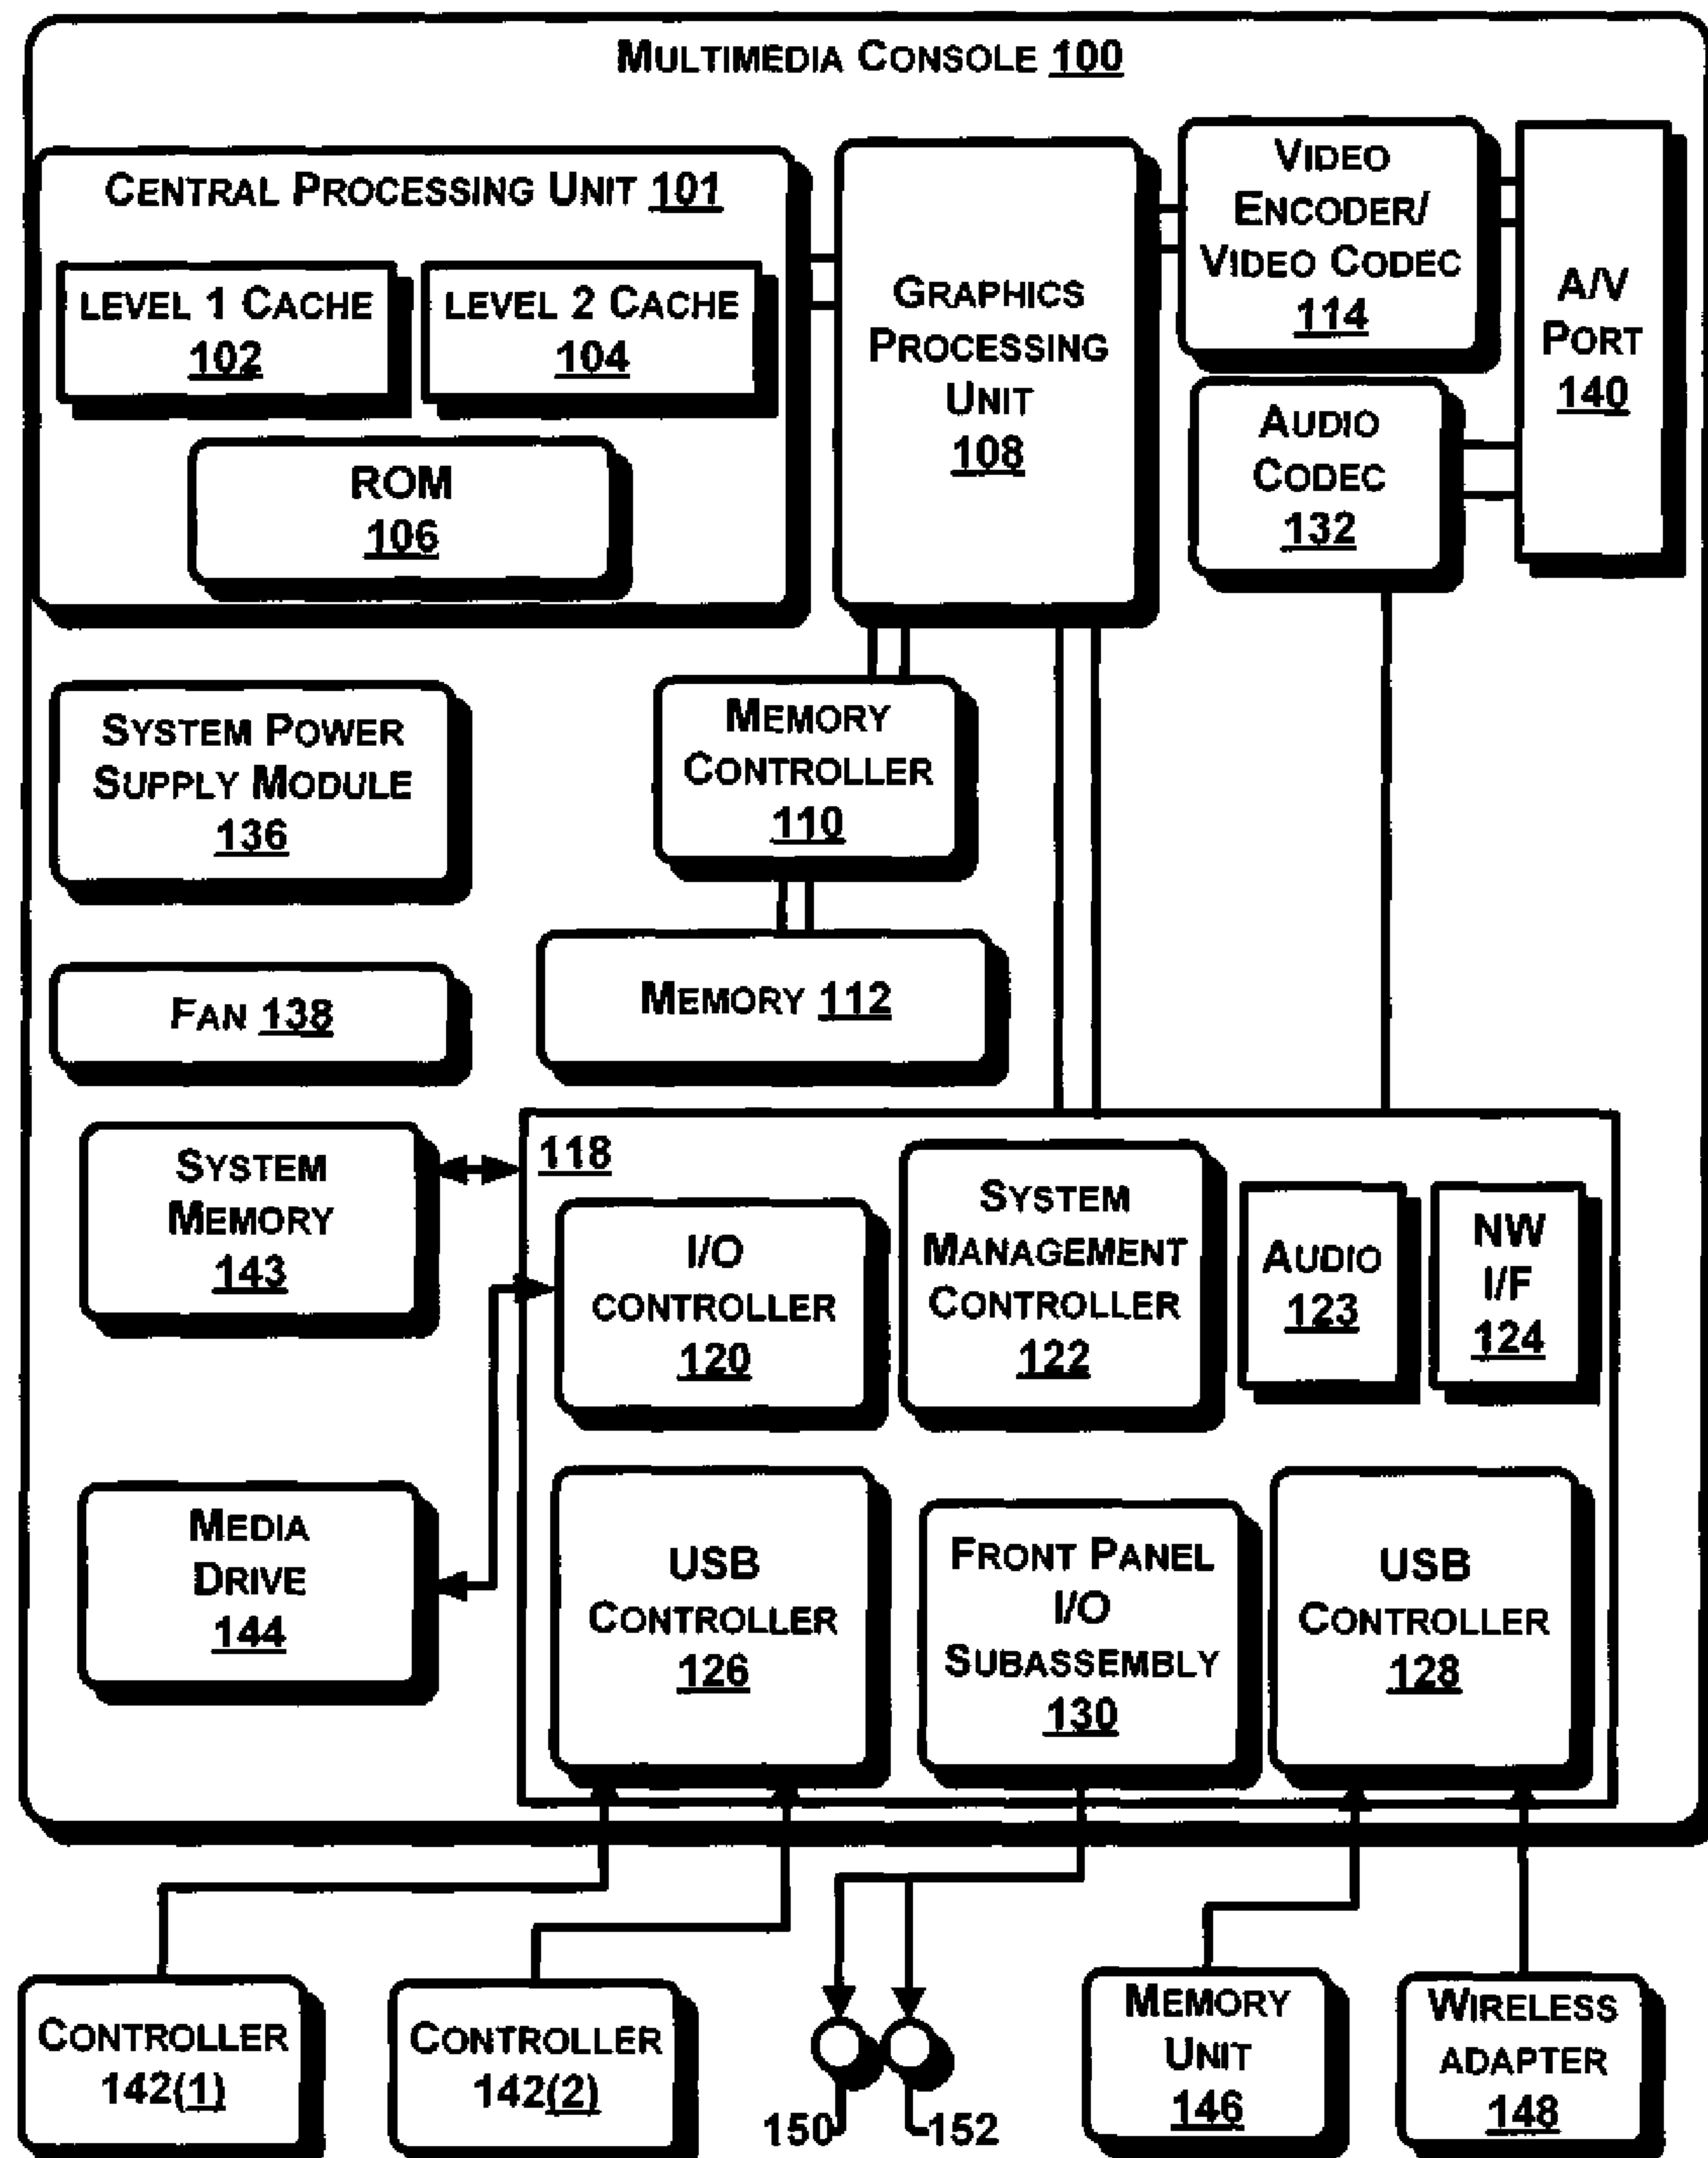 MULTIMEDIA CONSOLE 100
CENTRAL PROCESSING UNIT 101
LEVEL 1 CACHE
102
LEVEL 2 CACHE
104
ROM
106
GRAPHICS
PROCESSING
UNIT
108
VIDEO
ENCODER/
VIDEO CODEC
114
A/V
PORT
140
AUDIO
CODEC
132
SYSTEM POWER
SUPPLY MODULE
136
MEMORY
CONTROLLER
110
FAN 138
MEMORY 112
SYSTEM
MEMORY
143
118
I/O
CONTROLLER
120
SYSTEM
MANAGEMENT
CONTROLLER
122
AUDIO
123
NW
I/F
124
MEDIA
DRIVE
144
USB
CONTROLLER
126
FRONT PANEL
I/O
SUBASSEMBLY
130
USB
CONTROLLER
128
CONTROLLER
142(1)
CONTROLLER
142(2)
150
152
MEMORY
UNIT
146
WIRELESS
ADAPTER
148